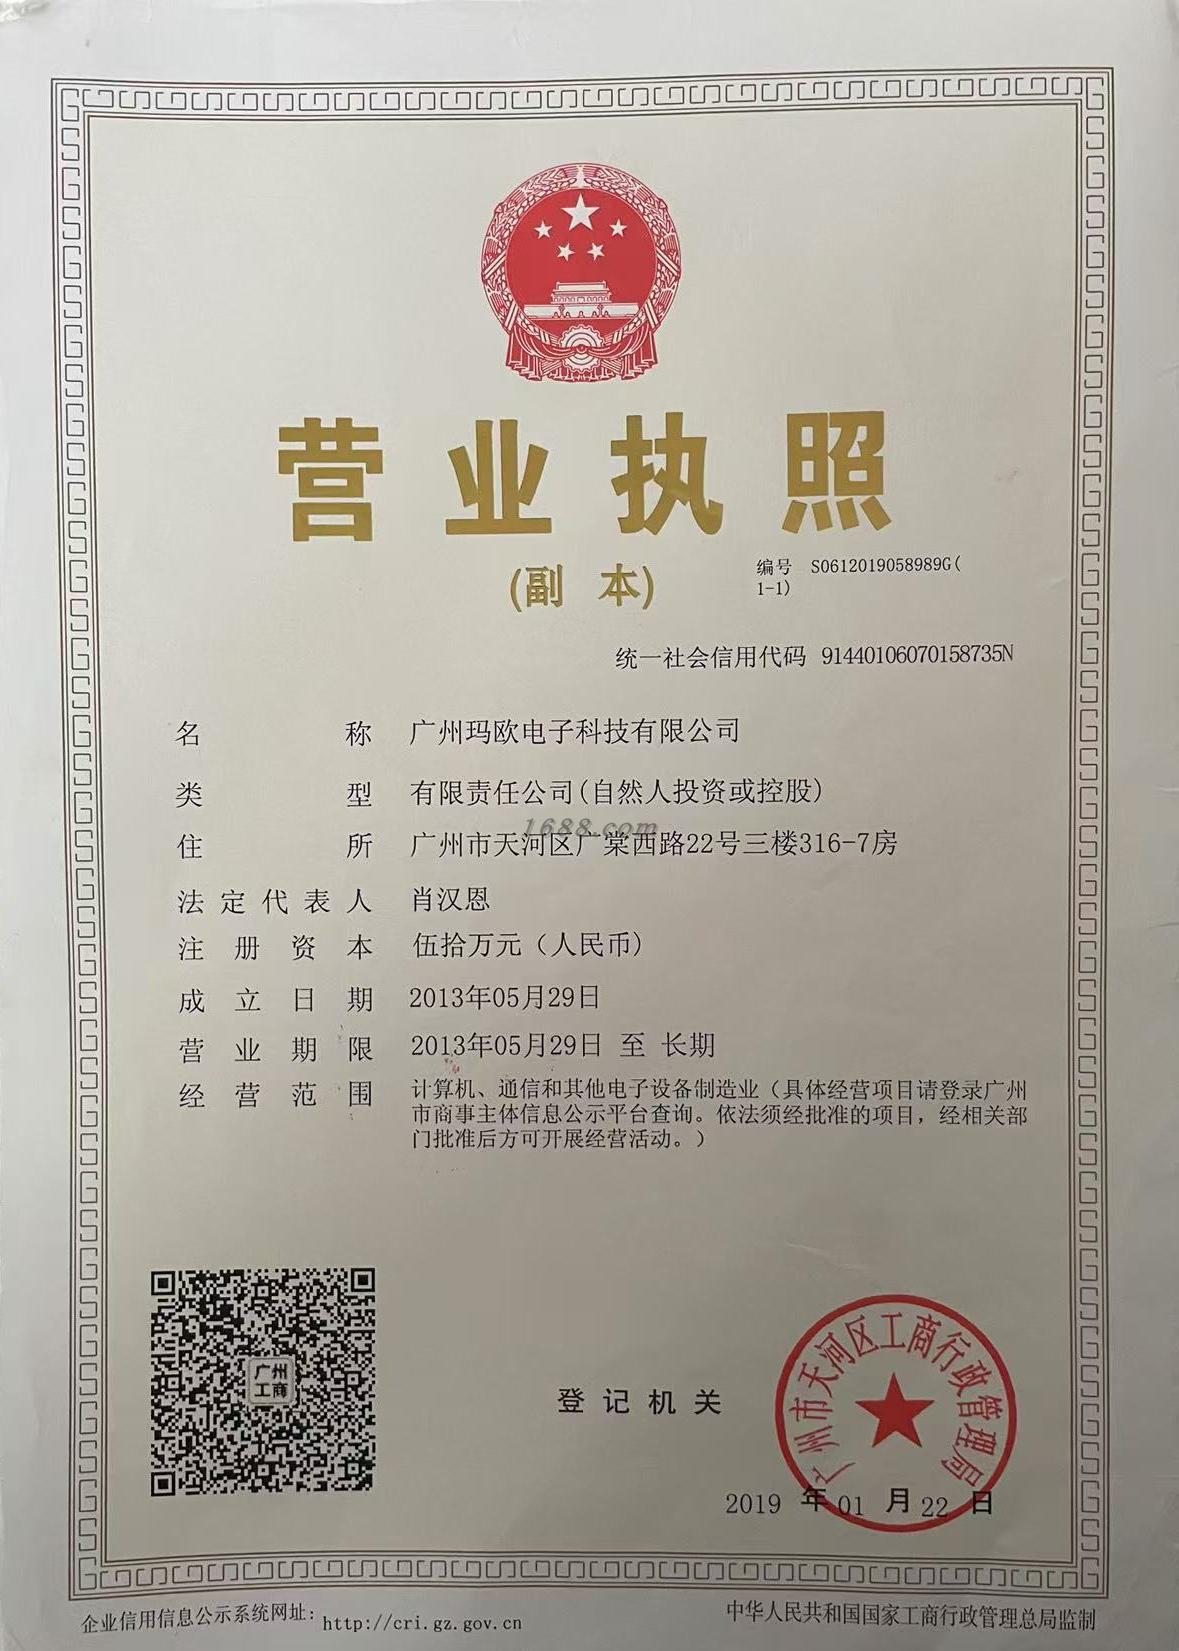 营业执照
(副 本)
编号 S0612019058989G(
1-1)
统一社会信用代码 91440106070158735N
名称 广州玛欧电子科技有限公司
类型 有限责任公司(自然人投资或控股)
1688.com
住所 广州市天河区广棠西路22号三楼316-7房
法定代表人 肖汉恩
注册资本 伍拾万元（人民币）
成立日期 2013年05月29日
营业期限 2013年05月29日 至 长期
经营范围 计算机、通信和其他电子设备制造业（具体经营项目请登录广州
市商事主体信息公示平台查询。依法须经批准的项目，经相关部
门批准后方可开展经营活动。）
广州
工商
登记机关
广州市天河区工商行政管理局
2019 年 01 月 22 日
企业信用信息公示系统网址：http://cri.gz.gov.cn
中华人民共和国国家工商行政管理总局监制